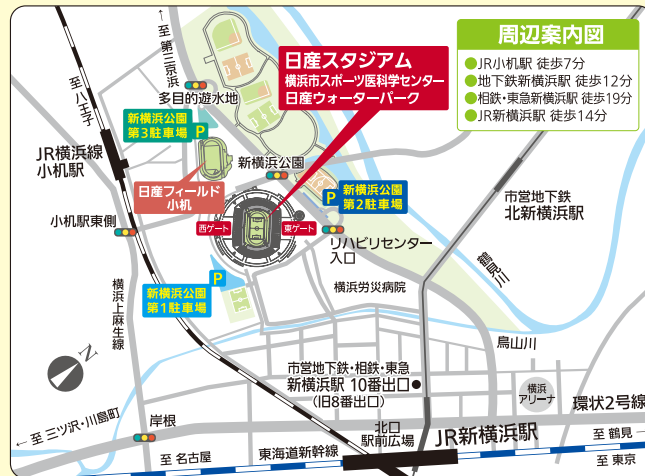 周辺案内図
●JR小机駅 徒歩7分
●地下鉄新横浜駅 徒歩12分
●相鉄・東急新横浜駅 徒歩19分
●JR新横浜駅 徒歩14分
日産スタジアム
横浜市スポーツ医科学センター
日産ウォーターパーク
←至 第三京浜
多目的遊水地
至 八王子
新横浜公園
第3駐車場
P
JR横浜線
小机駅
新横浜公園
日産フィールド
小机
P
新横浜公園
第2駐車場
市営地下鉄
北新横浜駅
小机駅東側
西ゲート
東ゲート
リハビリセンター
入口
鶴見川
P
新横浜公園
第1駐車場
横浜労災病院
横浜上麻生線
鳥山川
N
市営地下鉄・相鉄・東急
新横浜駅 10番出口●
(旧8番出口)
横浜
アリーナ
環状2号線
←至 三ツ沢・川島町
岸根
北口
駅前広場
JR新横浜駅
至 鶴見→
至 名古屋
東海道新幹線
至 東京